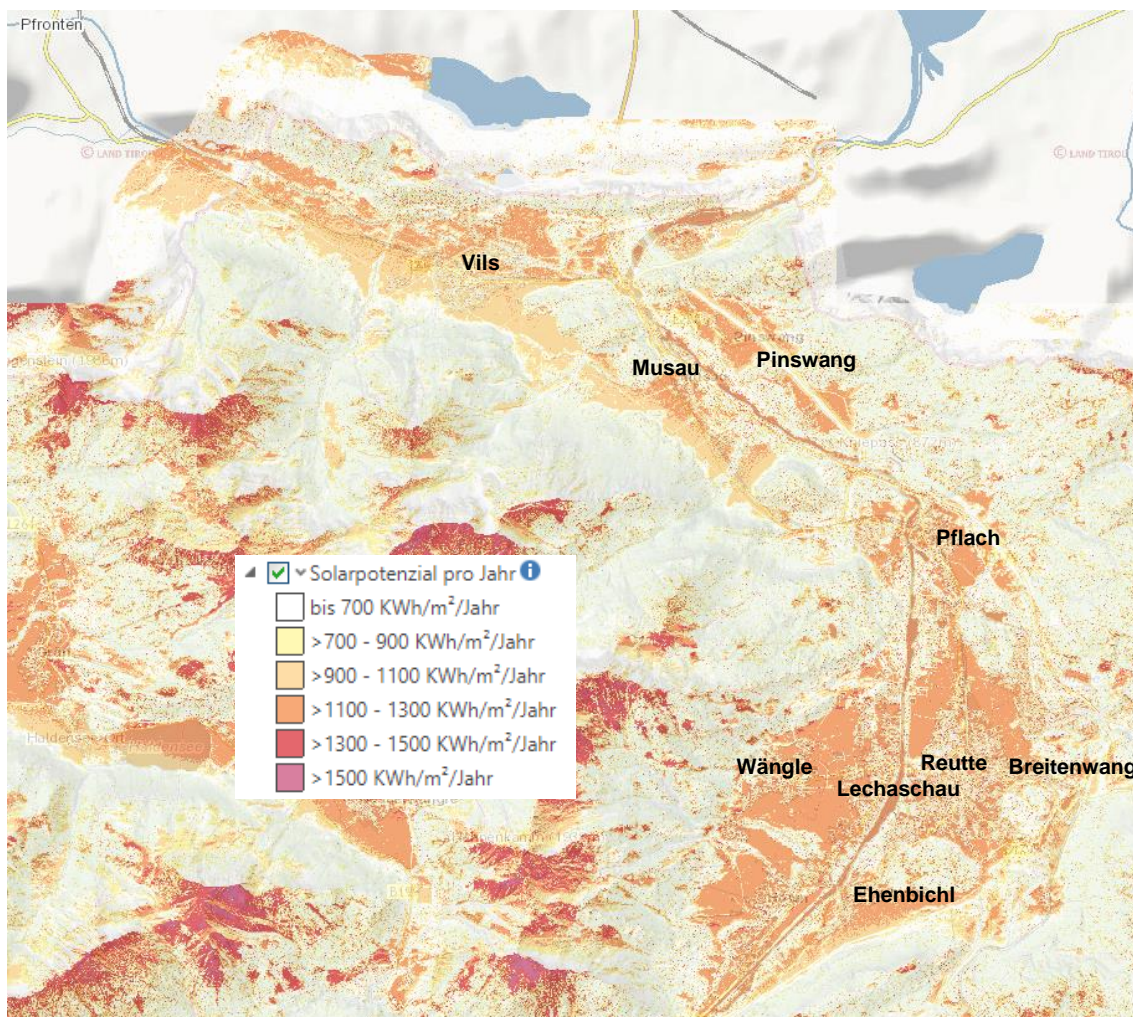 Pfronten
© LAND TIROL
© LAND TIROL
Vils
Pinswang
Musau
Pinswang
Pflach
Solarpotenzial pro Jahr
bis 700 KWh/m²/Jahr
>700 - 900 KWh/m²/Jahr
>900 - 1100 KWh/m²/Jahr
>1100 - 1300 KWh/m²/Jahr
>1300 - 1500 KWh/m²/Jahr
>1500 KWh/m²/Jahr
Haldensee
Wängle
Reutte
Breitenwang
Lechaschau
Ehenbichl